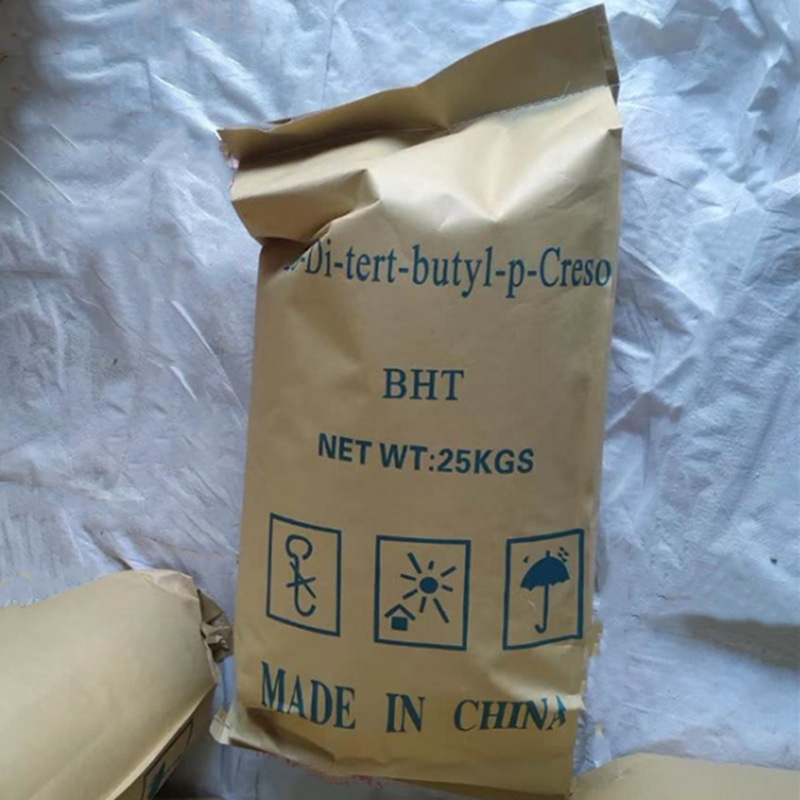 -Di-tert-butyl-p-Creso
BHT
NET WT:25KGS
MADE IN CHINA